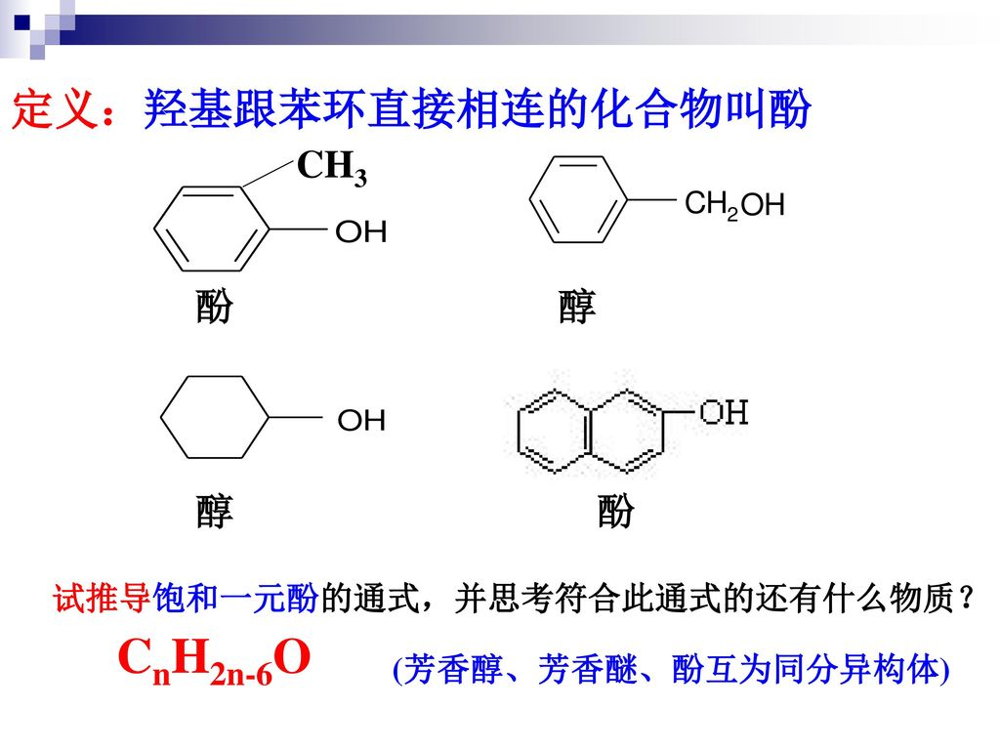 定义：羟基跟苯环直接相连的化合物叫酚
CH₃
CH₂OH
OH
酚
醇
OH
OH
醇
酚
试推导饱和一元酚的通式，并思考符合此通式的还有什么物质？
CₙH₂ₙ₋₆O
(芳香醇、芳香醚、酚互为同分异构体)